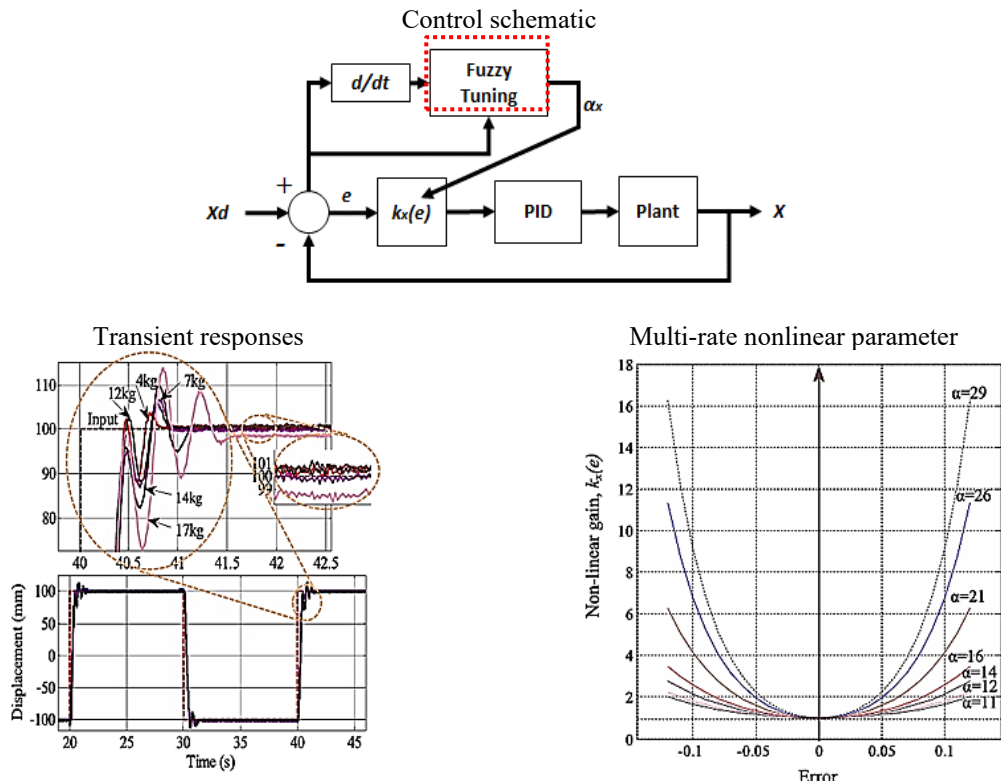 Control schematic
d/dt
Fuzzy
Tuning
αx
+
Xd
e
kx(e)
PID
Plant
X
-
Transient responses
110
100
90
80
12kg
4kg
7kg
Input
14kg
17kg
101
100
99
40 40.5 41 41.5 42 42.5
Displacement (mm)
100
50
0
-50
-100
20 25 30 35 40 45
Time (s)
Multi-rate nonlinear parameter
Non-linear gain, kx(e)
18
16
14
12
10
8
6
4
2
0
α=29
α=26
α=21
α=16
α=14
α=12
α=11
-0.1 -0.05 0 0.05 0.1
Error